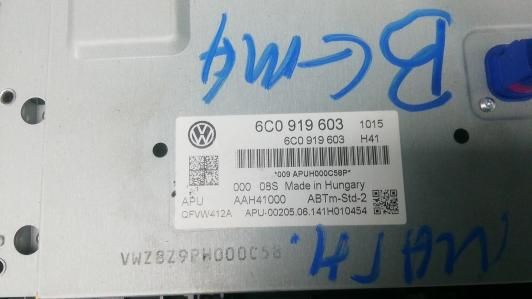 6C0 919 603 1015
6C0 919 603 H41
*009 APUH000C58P*
000 08S Made in Hungary
APU AAH41000 ABTm-Std-2
QFVW412A APU-00205.06.141H010454
VWZ8Z9PH000C58